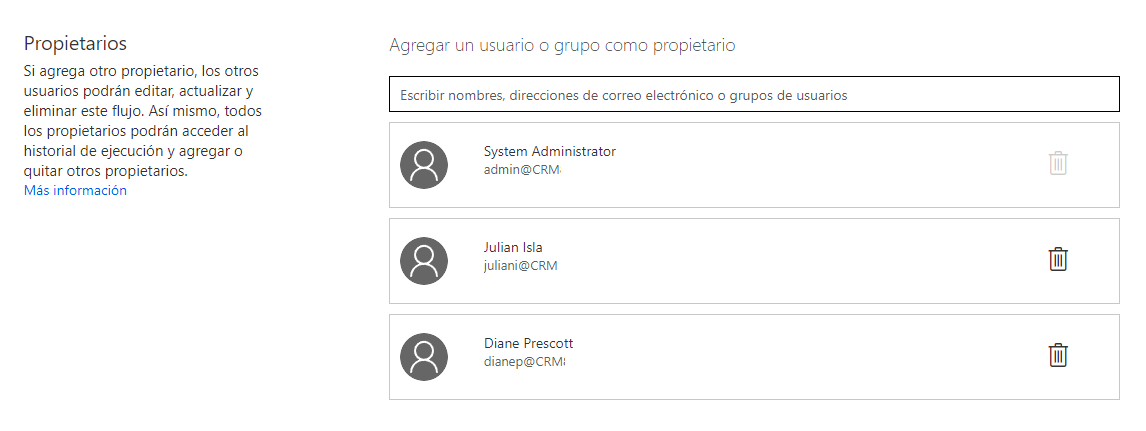 Propietarios
Si agrega otro propietario, los otros
usuarios podrán editar, actualizar y
eliminar este flujo. Así mismo, todos
los propietarios podrán acceder al
historial de ejecución y agregar o
quitar otros propietarios.
Más información
Agregar un usuario o grupo como propietario
Escribir nombres, direcciones de correo electrónico o grupos de usuarios
System Administrator
admin@CRM
Julian Isla
juliani@CRM
Diane Prescott
dianep@CRM